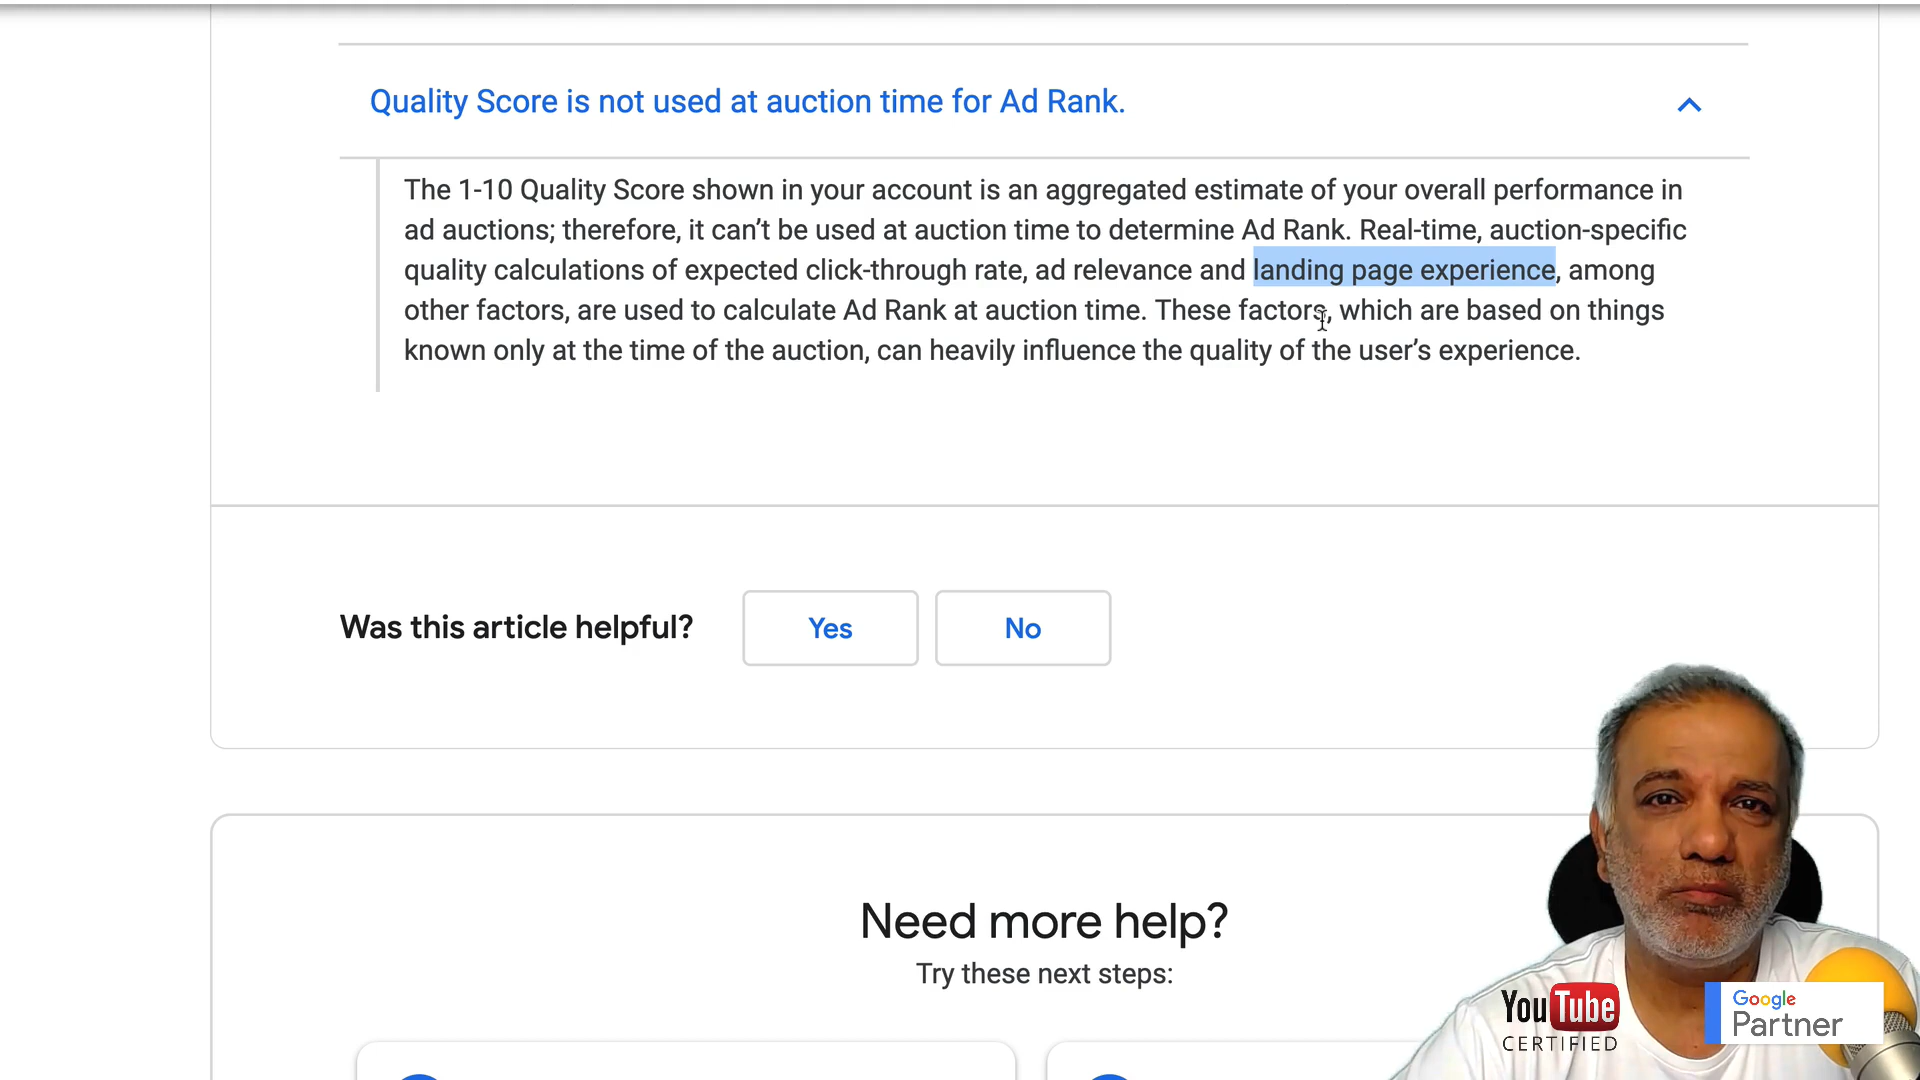 Quality Score is not used at auction time for Ad Rank.
The 1-10 Quality Score shown in your account is an aggregated estimate of your overall performance in
ad auctions; therefore, it can’t be used at auction time to determine Ad Rank. Real-time, auction-specific
quality calculations of expected click-through rate, ad relevance and landing page experience, among
other factors, are used to calculate Ad Rank at auction time. These factors, which are based on things
known only at the time of the auction, can heavily influence the quality of the user’s experience.
Was this article helpful?
Yes
No
Need more help?
Try these next steps:
YouTube
CERTIFIED
Google
Partner